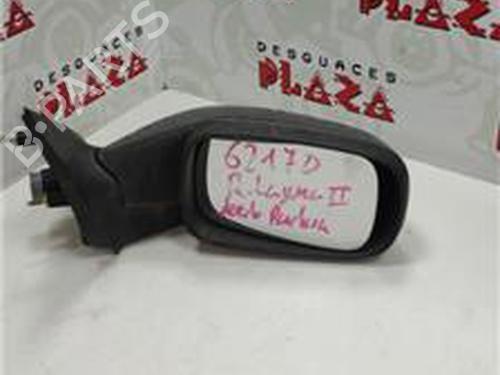 DESGUACES
PLAZA
DESGUACES
PLAZA
B-PARTS
6217D
R. Laguna II